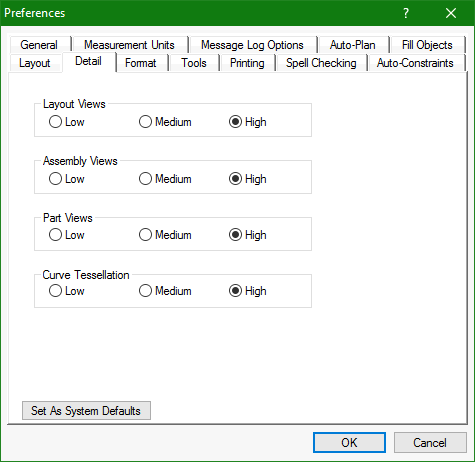 Preferences ?
General Measurement Units Message Log Options Auto-Plan Fill Objects
Layout Detail Format Tools Printing Spell Checking Auto-Constraints
Layout Views
Low Medium High
Assembly Views
Low Medium High
Part Views
Low Medium High
Curve Tessellation
Low Medium High
Set As System Defaults
OK Cancel